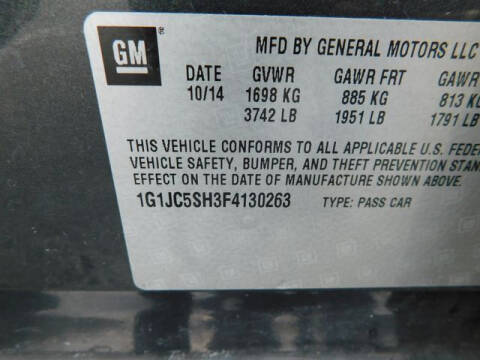 GM
MFD BY GENERAL MOTORS LLC
DATE GVWR GAWR FRT GAWR
10/14 1698 KG 885 KG 813 KG
3742 LB 1951 LB 1791 LB
THIS VEHICLE CONFORMS TO ALL APPLICABLE U.S. FEDER
VEHICLE SAFETY, BUMPER, AND THEFT PREVENTION STAN
EFFECT ON THE DATE OF MANUFACTURE SHOWN ABOVE.
1G1JC5SH3F4130263 TYPE: PASS CAR